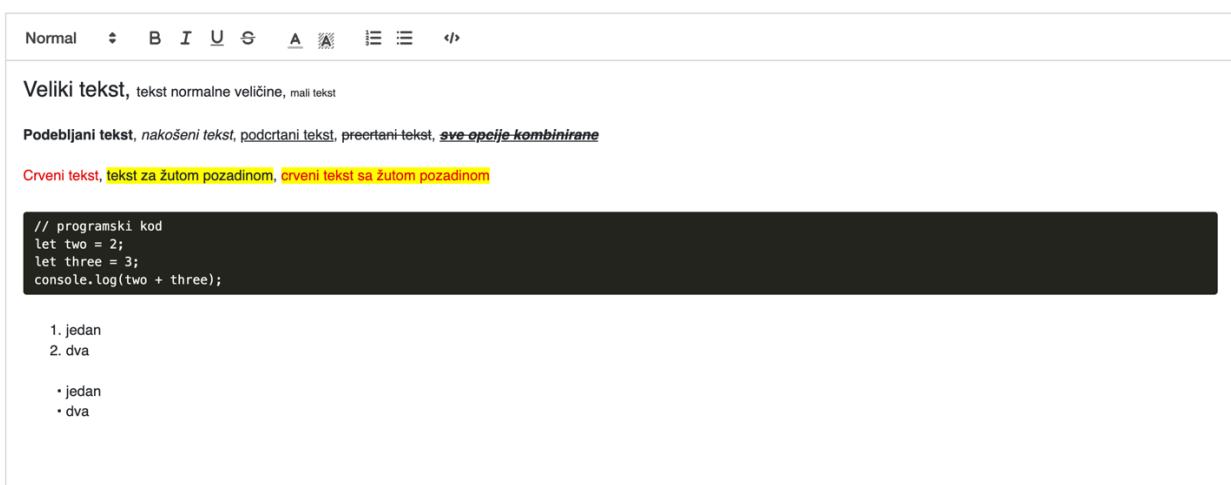 Normal B I U S A A </>
Veliki tekst, tekst normalne veličine, mali tekst
Podebljani tekst, nakošeni tekst, podcrtani tekst, precrtani tekst, sve opcije kombinirane
Crveni tekst, tekst za žutom pozadinom, crveni tekst sa žutom pozadinom
// programski kod
let two = 2;
let three = 3;
console.log(two + three);
1. jedan
2. dva
• jedan
• dva